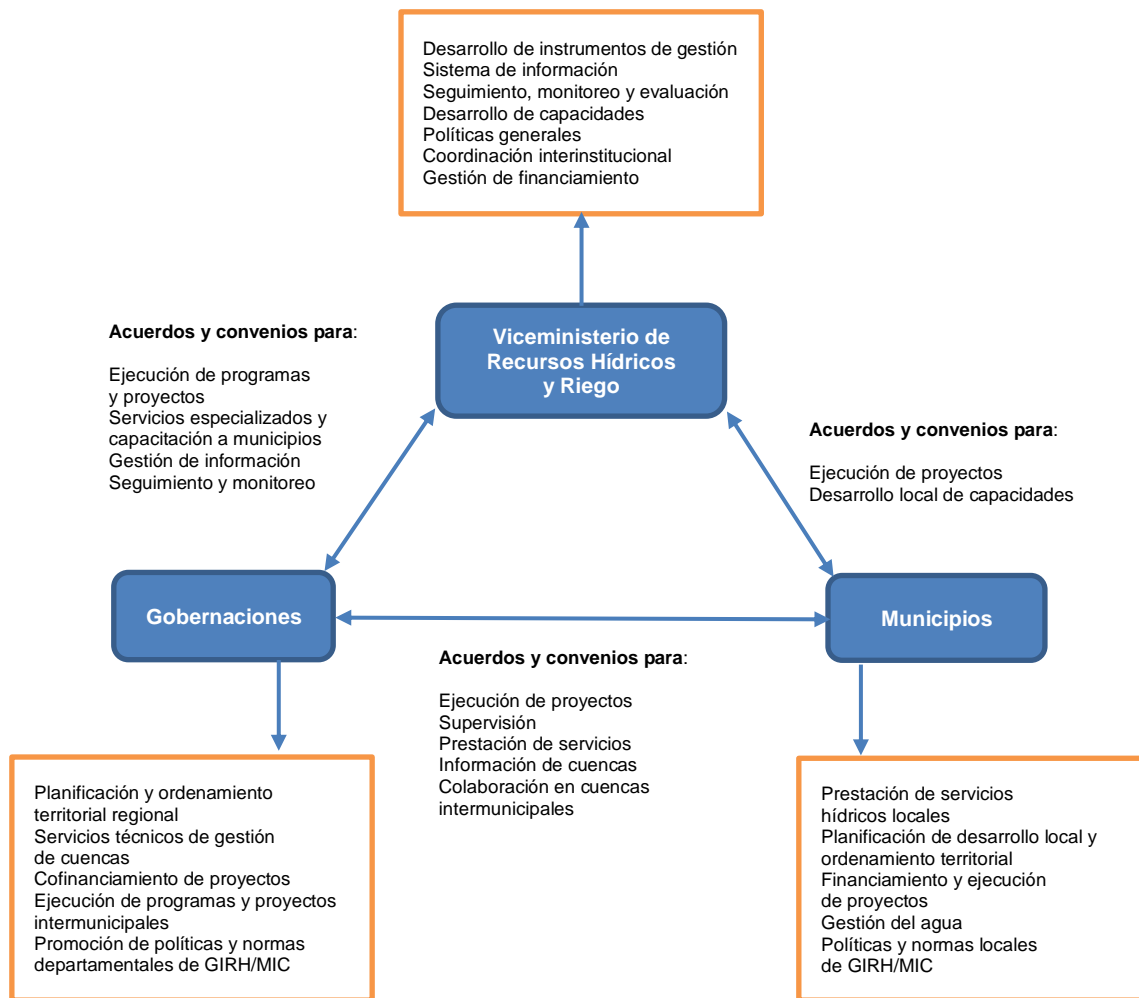 Desarrollo de instrumentos de gestión
Sistema de información
Seguimiento, monitoreo y evaluación
Desarrollo de capacidades
Políticas generales
Coordinación interinstitucional
Gestión de financiamiento
Viceministerio de
Recursos Hídricos
y Riego
Acuerdos y convenios para:
Ejecución de programas
y proyectos
Servicios especializados y
capacitación a municipios
Gestión de información
Seguimiento y monitoreo
Acuerdos y convenios para:
Ejecución de proyectos
Desarrollo local de capacidades
Gobernaciones
Municipios
Acuerdos y convenios para:
Ejecución de proyectos
Supervisión
Prestación de servicios
Información de cuencas
Colaboración en cuencas
intermunicipales
Planificación y ordenamiento
territorial regional
Servicios técnicos de gestión
de cuencas
Cofinanciamiento de proyectos
Ejecución de programas y proyectos
intermunicipales
Promoción de políticas y normas
departamentales de GIRH/MIC
Prestación de servicios
hídricos locales
Planificación de desarrollo local y
ordenamiento territorial
Financiamiento y ejecución
de proyectos
Gestión del agua
Políticas y normas locales
de GIRH/MIC